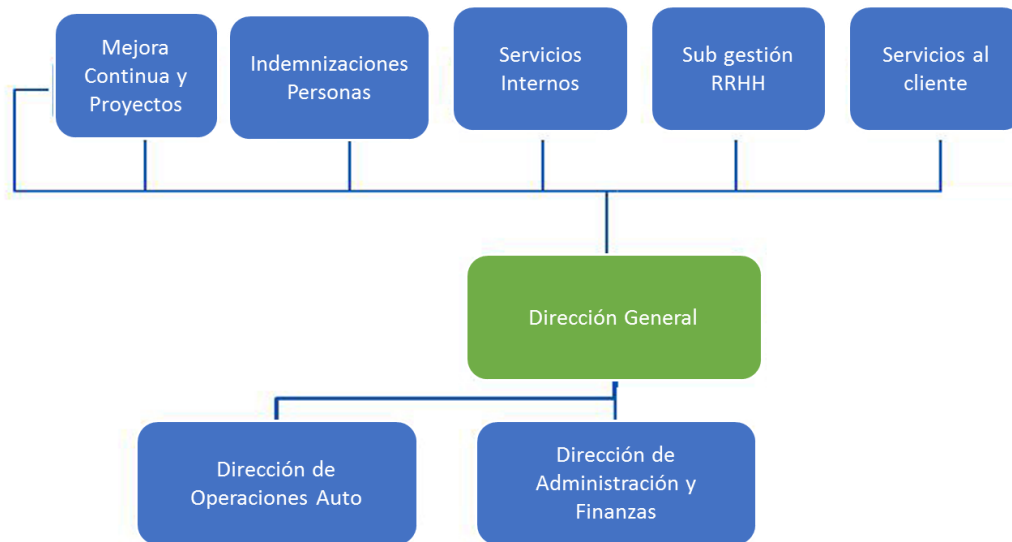 Mejora
Continua y
Proyectos
Indemnizaciones
Personas
Servicios
Internos
Sub gestión
RRHH
Servicios al
cliente
Dirección General
Dirección de
Operaciones Auto
Dirección de
Administración y
Finanzas